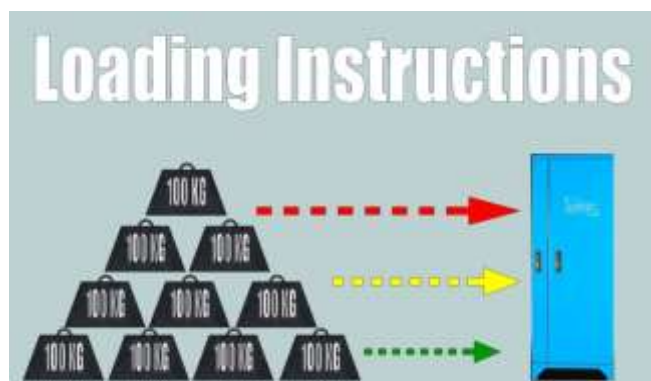 Loading Instructions
100 KG
100 KG 100 KG
100 KG 100 KG 100 KG
100 KG 100 KG 100 KG 100 KG